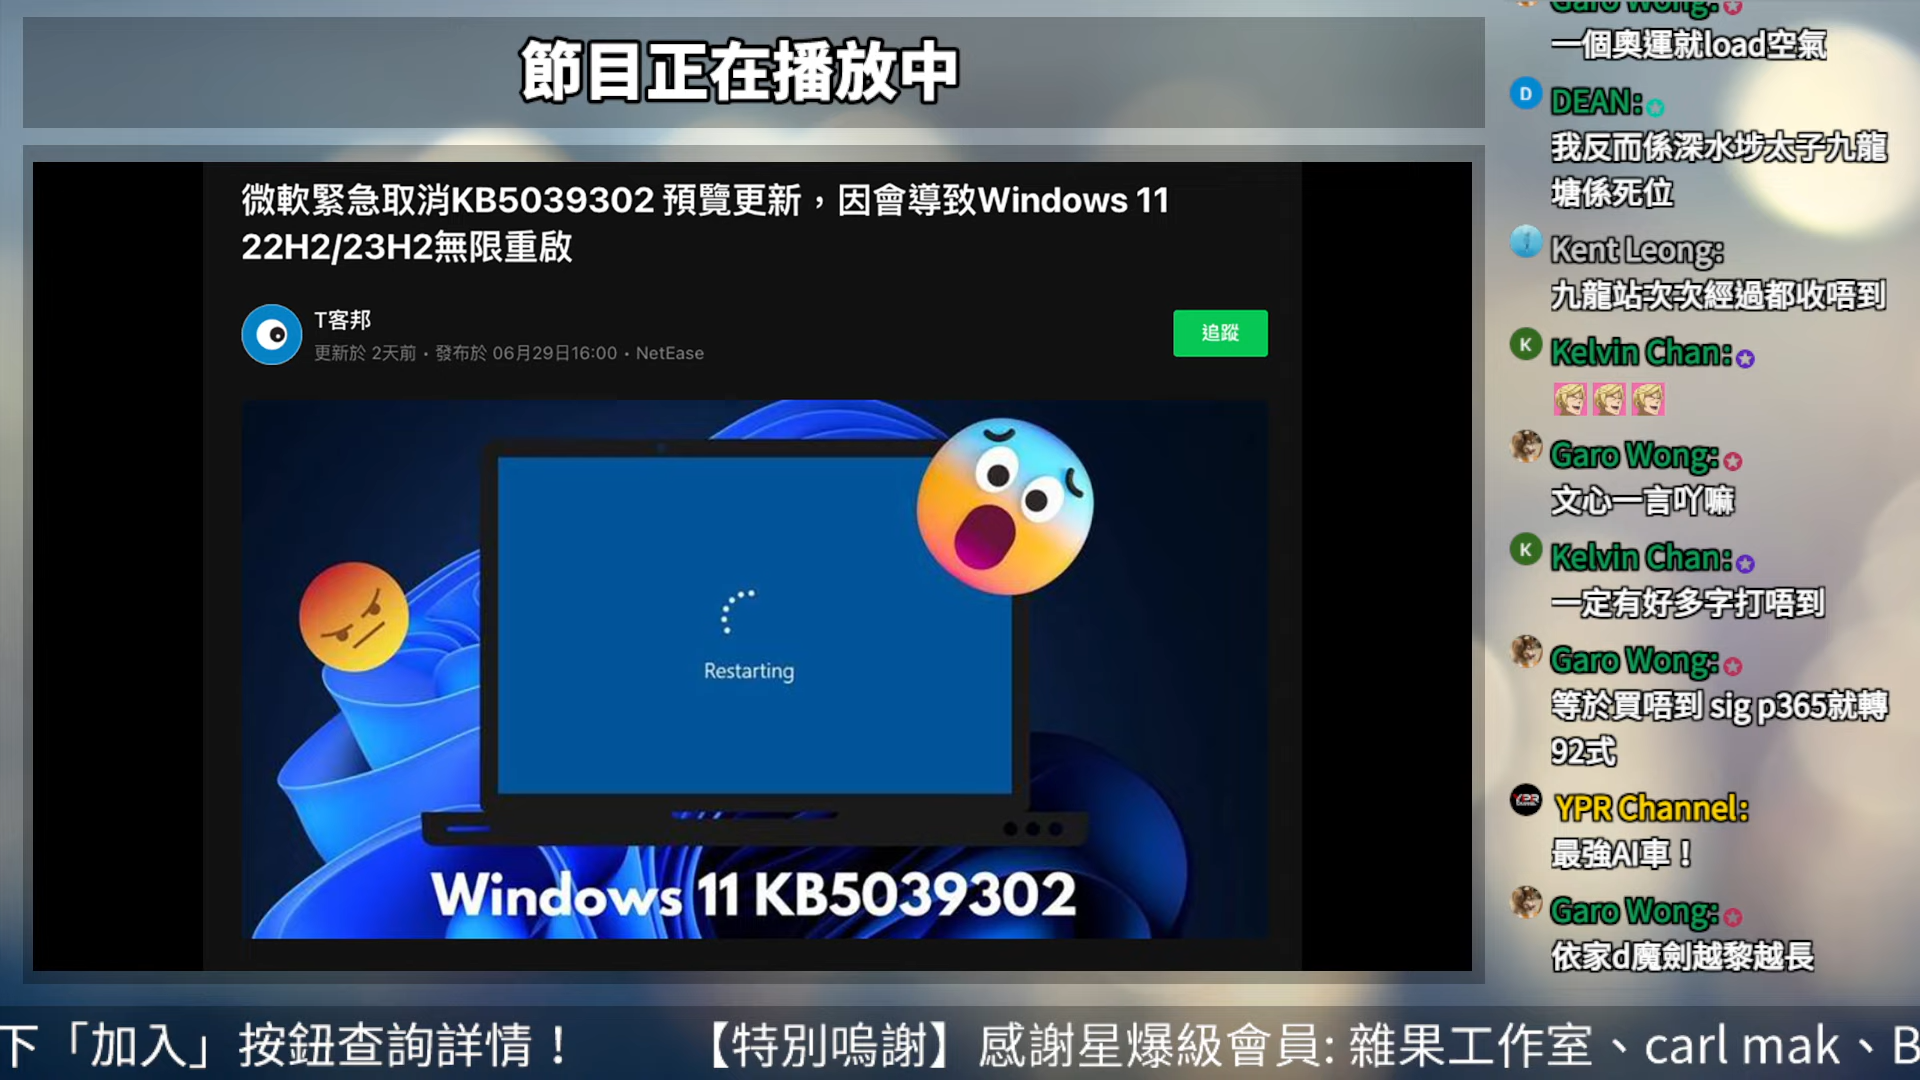 節目正在播放中
微軟緊急取消KB5039302 預覽更新，因會導致Windows 11
22H2/23H2無限重啟
T客邦
更新於 2天前・發布於 06月29日16:00・NetEase
追蹤
Restarting
Windows 11 KB5039302
Garo Wong:
一個奧運就load空氣
D
DEAN:
我反而係深水埗太子九龍
塘係死位
Kent Leong:
九龍站次次經過都收唔到
K
Kelvin Chan:
Garo Wong:
文心一言吖嘛
K
Kelvin Chan:
一定有好多字打唔到
Garo Wong:
等於買唔到 sig p365就轉
92式
YPR
YPR Channel:
最強AI車！
Garo Wong:
依家d魔劍越黎越長
下「加入」按鈕查詢詳情！ 【特別嗚謝】感謝星爆級會員: 雜果工作室、carl mak、B